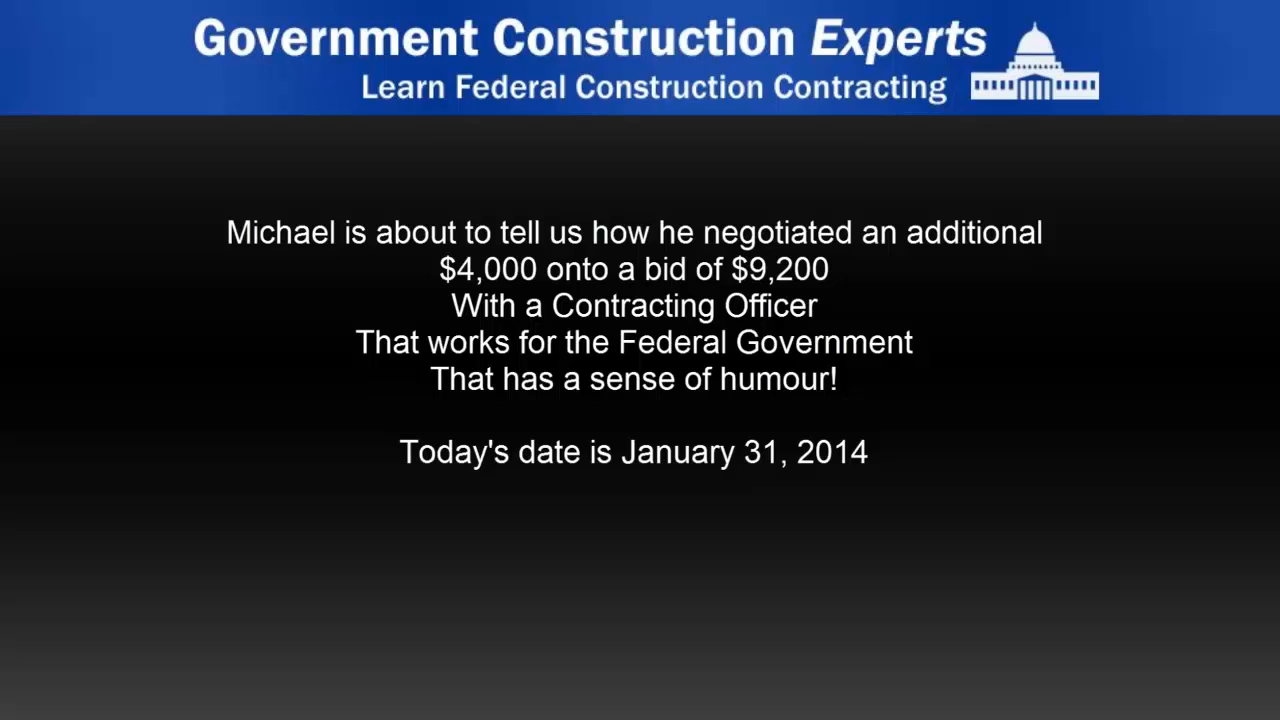 Government Construction Experts
Learn Federal Construction Contracting
Michael is about to tell us how he negotiated an additional
$4,000 onto a bid of $9,200
With a Contracting Officer
That works for the Federal Government
That has a sense of humour!
Today's date is January 31, 2014